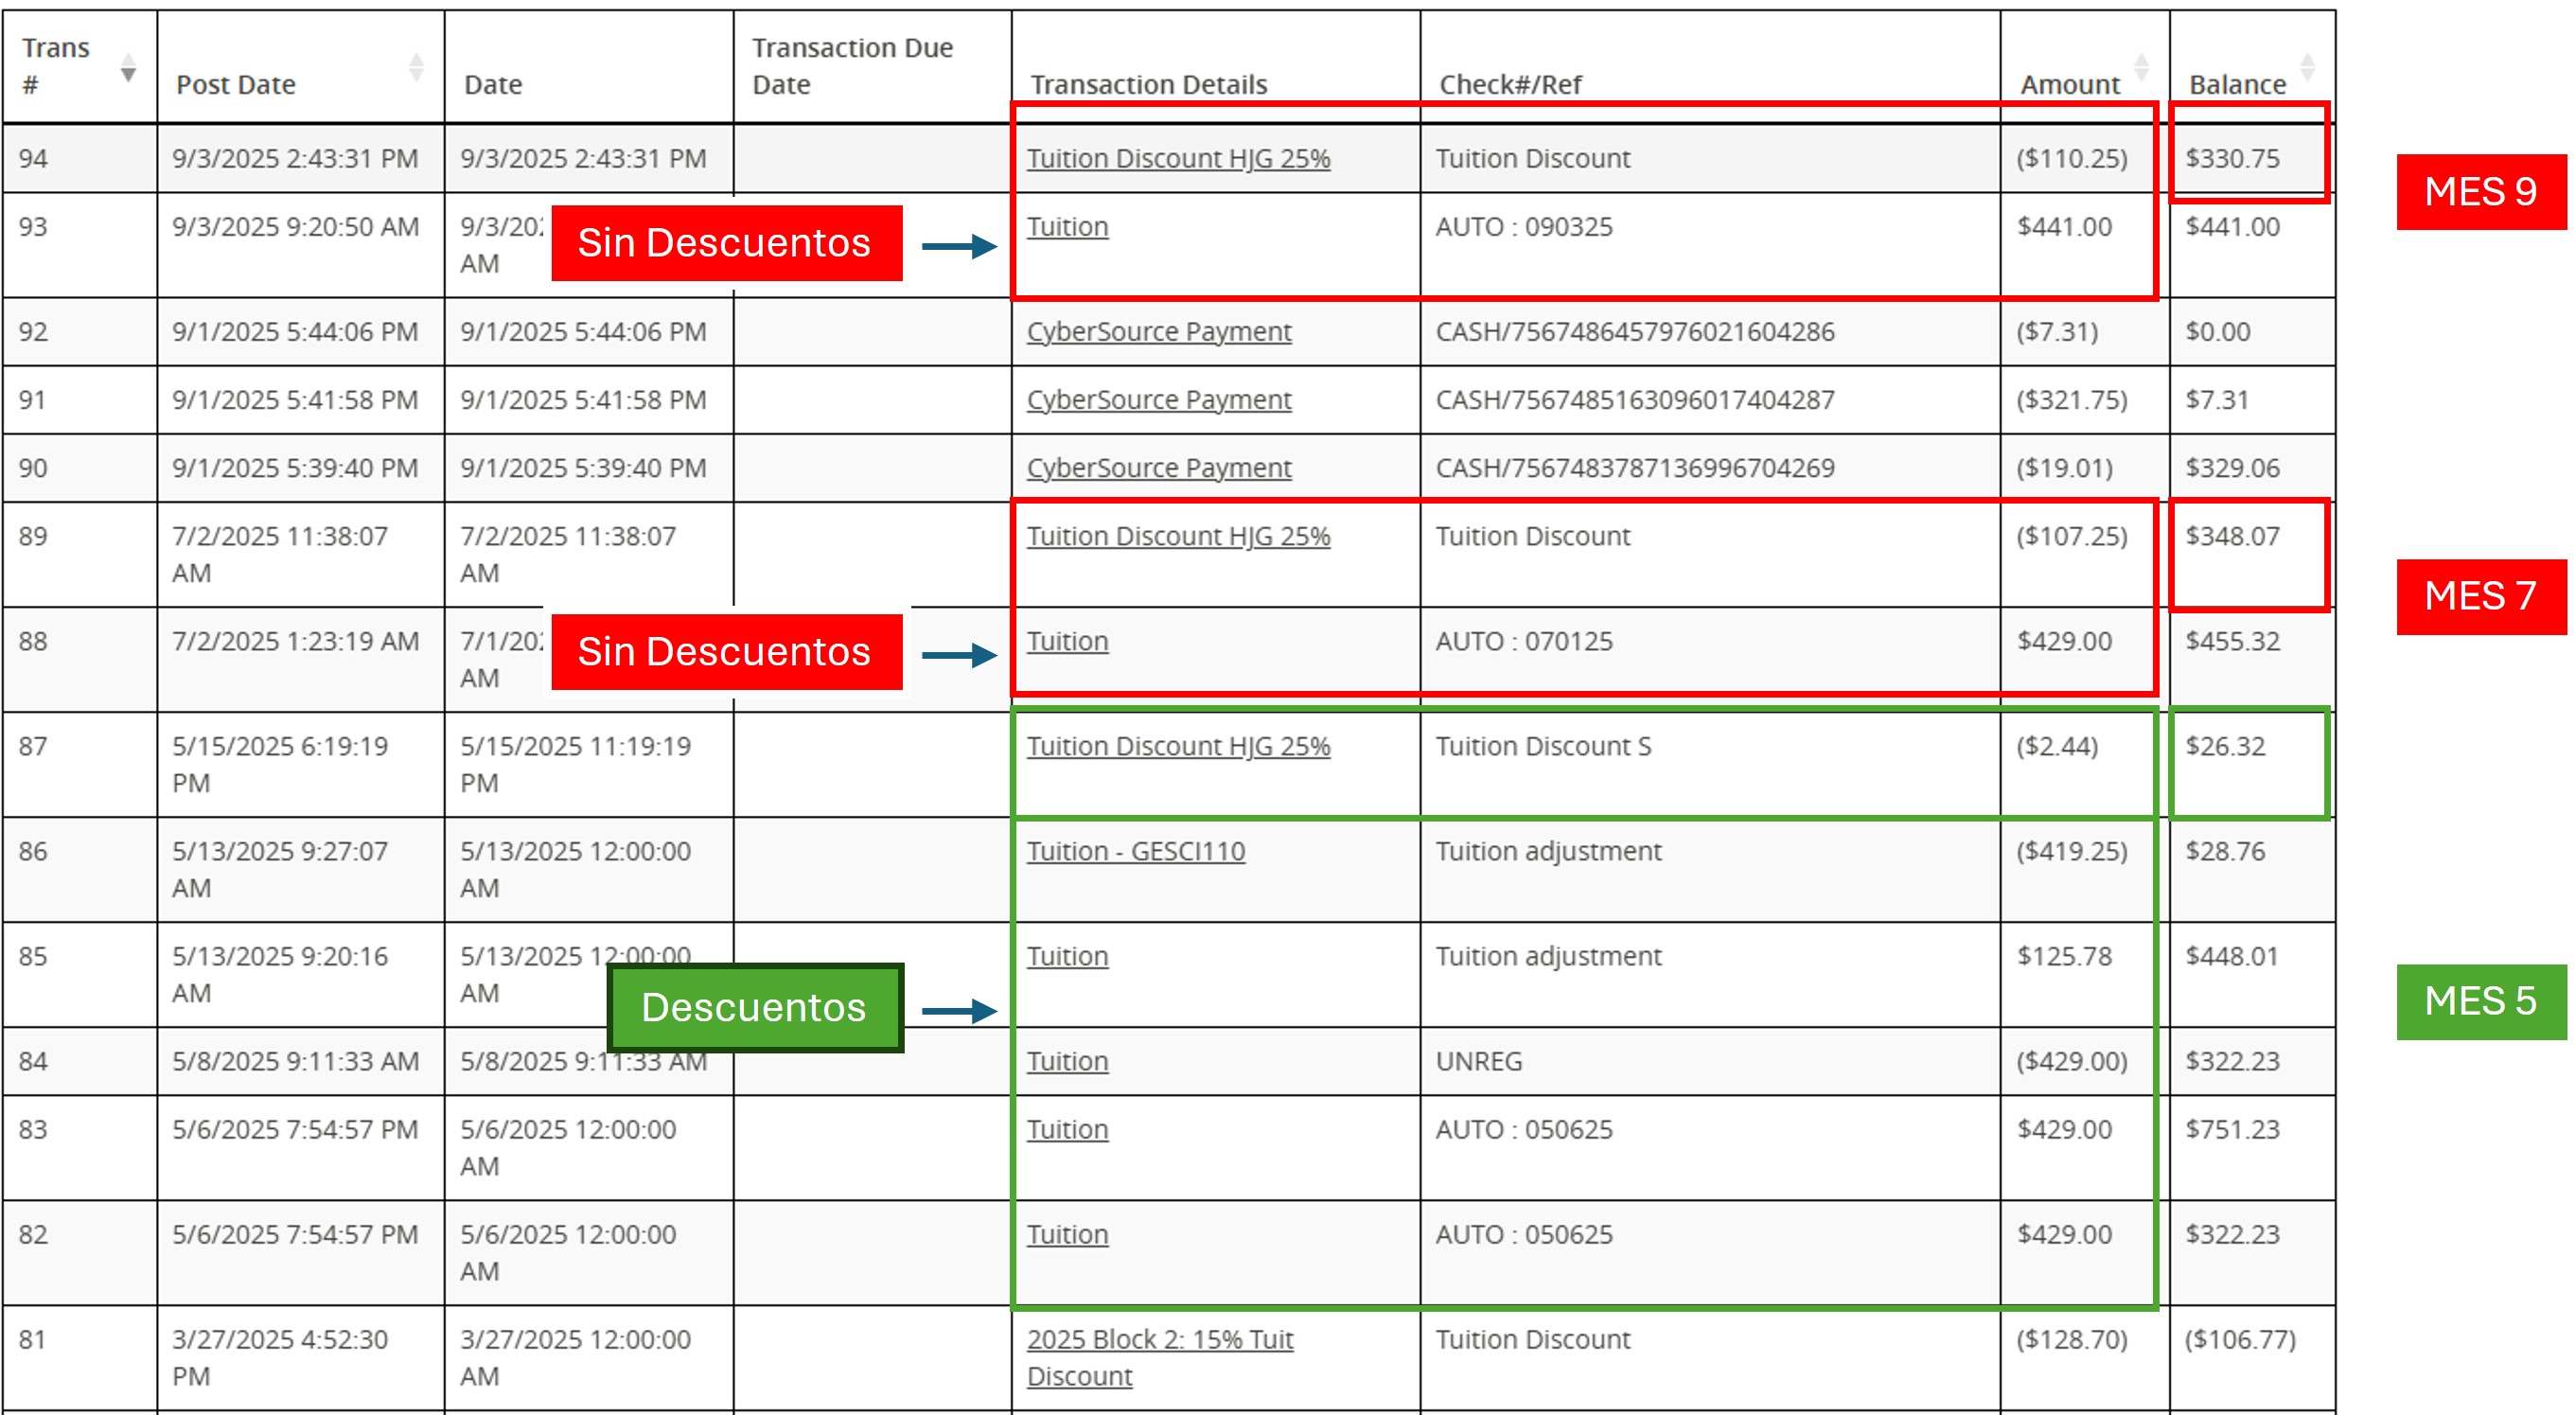 Trans # Post Date Date Transaction Due Date Transaction Details Check#/Ref Amount Balance
94 9/3/2025 2:43:31 PM 9/3/2025 2:43:31 PM Tuition Discount HJG 25% Tuition Discount ($110.25) $330.75
MES 9
93 9/3/2025 9:20:50 AM 9/3/202 AM Tuition AUTO : 090325 $441.00 $441.00
Sin Descuentos
92 9/1/2025 5:44:06 PM 9/1/2025 5:44:06 PM CyberSource Payment CASH/7567486457976021604286 ($7.31) $0.00
91 9/1/2025 5:41:58 PM 9/1/2025 5:41:58 PM CyberSource Payment CASH/7567485163096017404287 ($321.75) $7.31
90 9/1/2025 5:39:40 PM 9/1/2025 5:39:40 PM CyberSource Payment CASH/7567483787136996704269 ($19.01) $329.06
89 7/2/2025 11:38:07 AM 7/2/2025 11:38:07 AM Tuition Discount HJG 25% Tuition Discount ($107.25) $348.07
MES 7
88 7/2/2025 1:23:19 AM 7/1/202 AM Tuition AUTO : 070125 $429.00 $455.32
Sin Descuentos
87 5/15/2025 6:19:19 PM 5/15/2025 11:19:19 PM Tuition Discount HJG 25% Tuition Discount S ($2.44) $26.32
86 5/13/2025 9:27:07 AM 5/13/2025 12:00:00 AM Tuition - GESCI110 Tuition adjustment ($419.25) $28.76
85 5/13/2025 9:20:16 AM 5/13/2025 12:00:00 AM Tuition Tuition adjustment $125.78 $448.01
Descuentos
MES 5
84 5/8/2025 9:11:33 AM 5/8/2025 9:11:33 AM Tuition UNREG ($429.00) $322.23
83 5/6/2025 7:54:57 PM 5/6/2025 12:00:00 AM Tuition AUTO : 050625 $429.00 $751.23
82 5/6/2025 7:54:57 PM 5/6/2025 12:00:00 AM Tuition AUTO : 050625 $429.00 $322.23
81 3/27/2025 4:52:30 PM 3/27/2025 12:00:00 AM 2025 Block 2: 15% Tuit Discount Tuition Discount ($128.70) ($106.77)